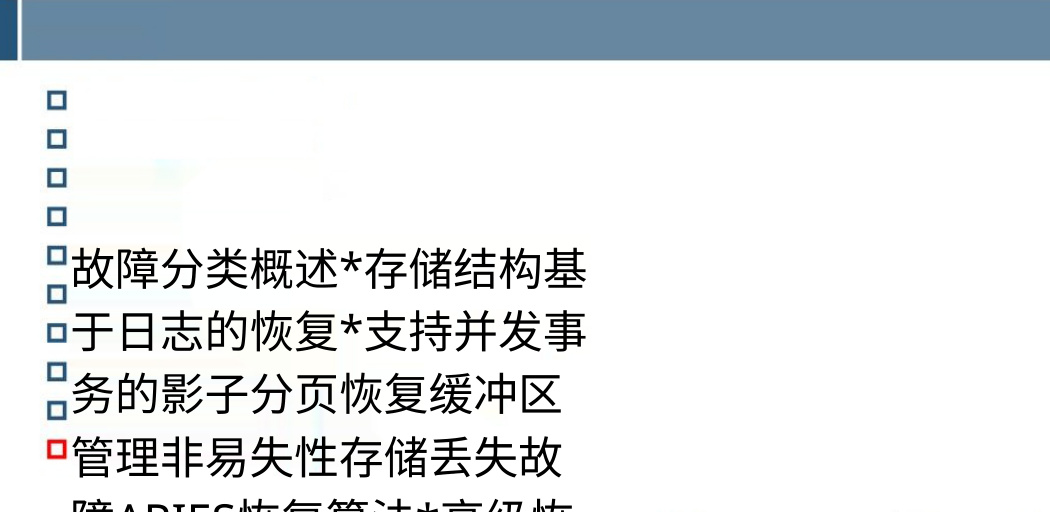 故障分类概述*存储结构基
于日志的恢复*支持并发事
务的影子分页恢复缓冲区
管理非易失性存储丢失故
障ARIES恢复算法*高级恢